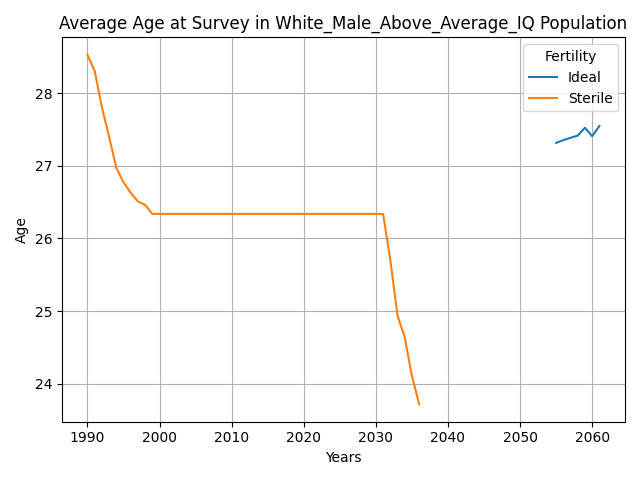 Average Age at Survey in White_Male_Above_Average_IQ Population
Fertility
Ideal
Sterile
Age
28
27
26
25
24
1990 2000 2010 2020 2030 2040 2050 2060
Years